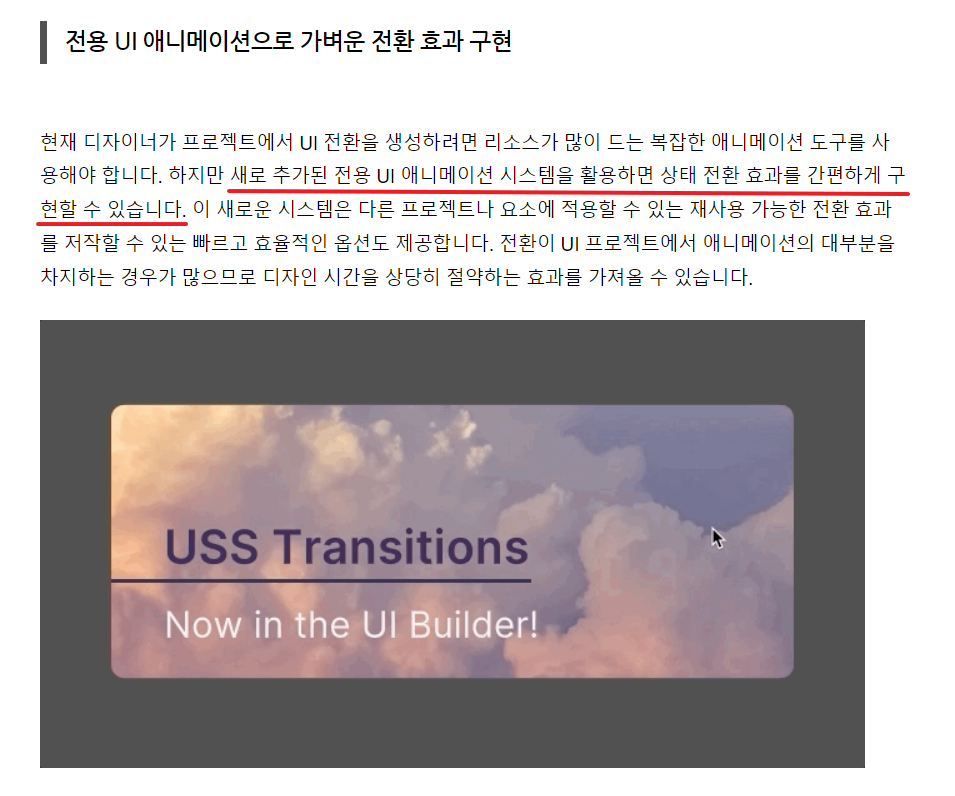 전용 UI 애니메이션으로 가벼운 전환 효과 구현
현재 디자이너가 프로젝트에서 UI 전환을 생성하려면 리소스가 많이 드는 복잡한 애니메이션 도구를 사
용해야 합니다. 하지만 새로 추가된 전용 UI 애니메이션 시스템을 활용하면 상태 전환 효과를 간편하게 구
현할 수 있습니다. 이 새로운 시스템은 다른 프로젝트나 요소에 적용할 수 있는 재사용 가능한 전환 효과
를 저작할 수 있는 빠르고 효율적인 옵션도 제공합니다. 전환이 UI 프로젝트에서 애니메이션의 대부분을
차지하는 경우가 많으므로 디자인 시간을 상당히 절약하는 효과를 가져올 수 있습니다.
USS Transitions
Now in the UI Builder!